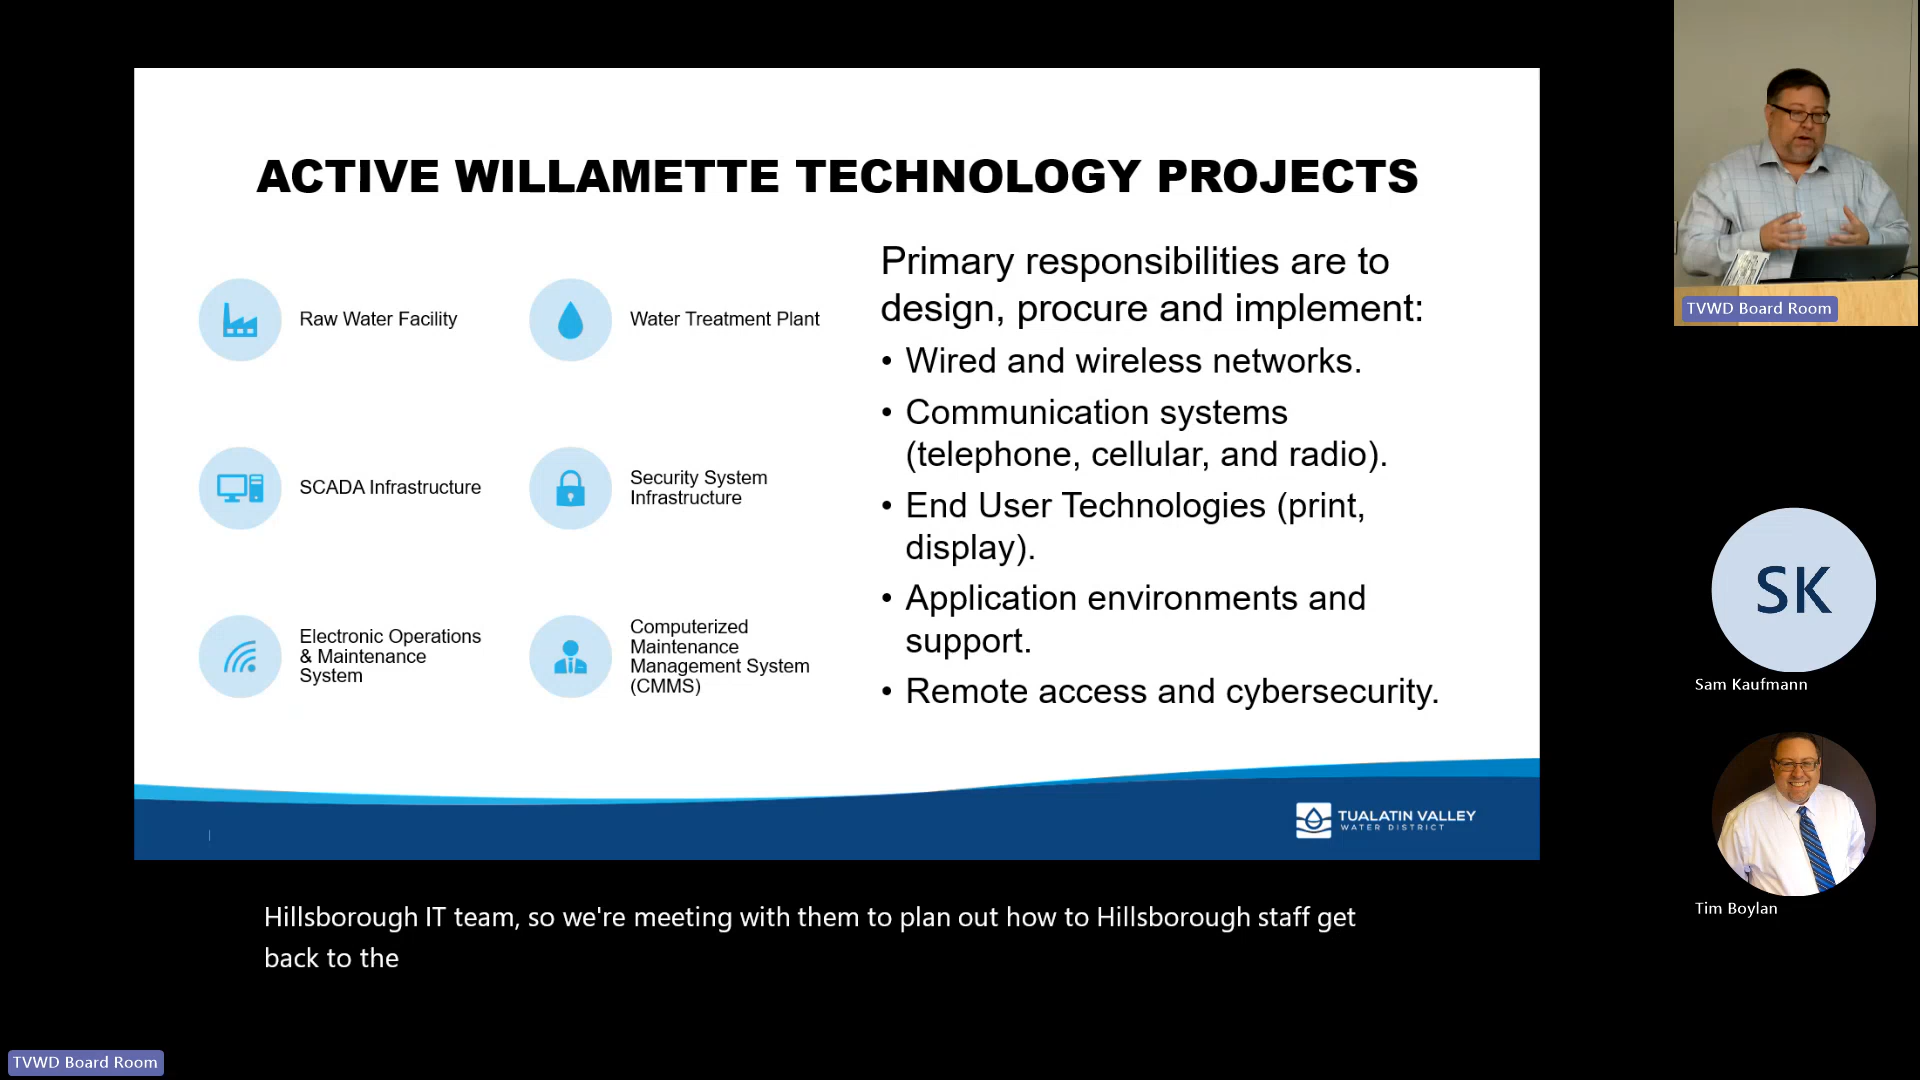 ACTIVE WILLAMETTE TECHNOLOGY PROJECTS
Raw Water Facility
Water Treatment Plant
SCADA Infrastructure
Security System
Infrastructure
Electronic Operations
& Maintenance
System
Computerized
Maintenance
Management System
(CMMS)
Primary responsibilities are to
design, procure and implement:
• Wired and wireless networks.
• Communication systems
(telephone, cellular, and radio).
• End User Technologies (print,
display).
• Application environments and
support.
• Remote access and cybersecurity.
TUALATIN VALLEY
WATER DISTRICT
TVWD Board Room
SK
Sam Kaufmann
Tim Boylan
Hillsborough IT team, so we're meeting with them to plan out how to Hillsborough staff get
back to the
TVWD Board Room